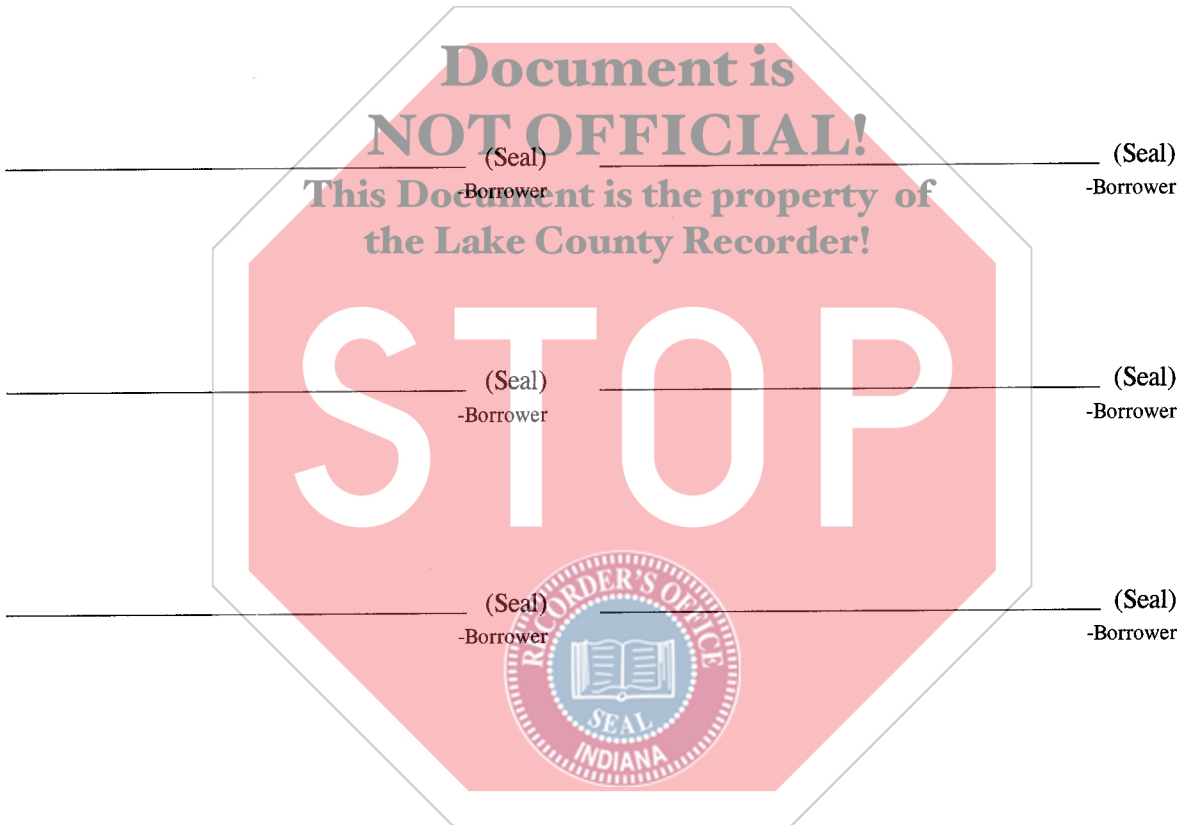 Document is
NOT OFFICIAL!
(Seal) (Seal)
-Borrower -Borrower
This Document is the property of
the Lake County Recorder!
STOP
(Seal) (Seal)
-Borrower -Borrower
(Seal) (Seal)
-Borrower -Borrower
RECORDER'S OFFICE
SEAL
INDIANA